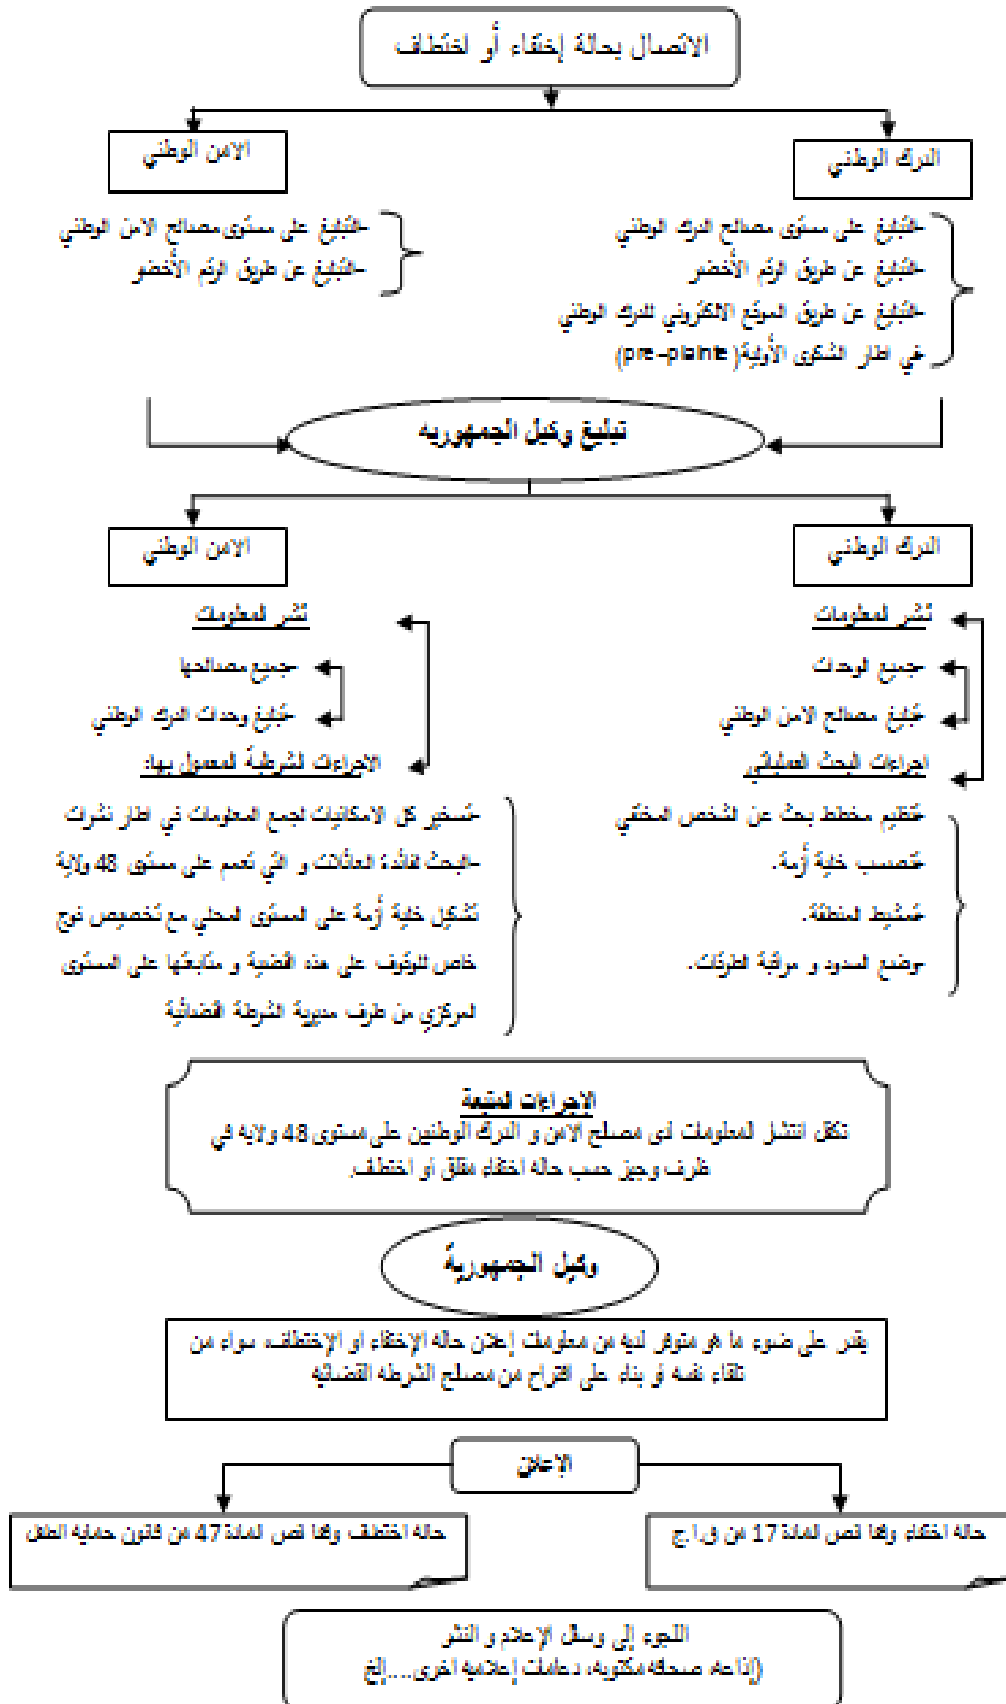 الاتصال بحالة إختفاء أو اختطاف
الدرك الوطني
الامن الوطني
-التبليغ على مستوى مصالح الدرك الوطني
-التبليغ عن طريق الرقم الأخضر
-التبليغ عن طريق الموقع الالكتروني للدرك الوطني
في اطار الشكوى الأولية (pre-plainte)
-التبليغ على مستوى مصالح الامن الوطني
-التبليغ عن طريق الرقم الأخضر
تبليغ وكيل الجمهورية
الدرك الوطني
الامن الوطني
نشر المعلومات
-جميع الوحدات
-تبليغ مصالح الامن الوطني
اجراءات البحث العملياتي
-تنظيم مخطط بحث عن الشخص المختفي
خلية أزمة.
-تمشيط المنطقة.
-وضع السدود و مراقبة الطرقات.
نشر المعلومات
-جميع مصالحها
-تبليغ وحدات الدرك الوطني
الاجراءات الشرطية المعمول بها:
-تسخير كل الامكانيات لجمع المعلومات في اطار نشرات
-البحث لفائدة العائلات و التي تعمم على مستوى 48 ولاية
تشكيل خلية أزمة على المستوى المحلي مع تخصيص فوج
خاص للوقوف على هذه القضية و متابعتها على المستوى
المركزي من طرف مديرية الشرطة القضائية
الإجراءات المتبعة
تكفل انتشار المعلومات لدى مصالح الامن و الدرك الوطنيين على مستوى 48 ولاية في
ظرف وجيز حسب حالة اختفاء مقلق او اختطاف.
وكيل الجمهورية
يقدر على ضوء ما هو متوفر لديه من معلومات إعلان حالة الإختفاء او الإختطاف، سواء من
تلقاء نفسه أو بناء على اقتراح من مصالح الشرطة القضائية
الإعلان
حالة اختفاء وفقا لنص المادة 17 من ق.ا.ج
حالة اختطاف وفقا لنص المادة 47 من قانون حماية الطفل
اللجوء إلى وسائل الإعلام و النشر
(إذاعة، صحافة مكتوبة، دعامات إعلامية اخرى....إلخ